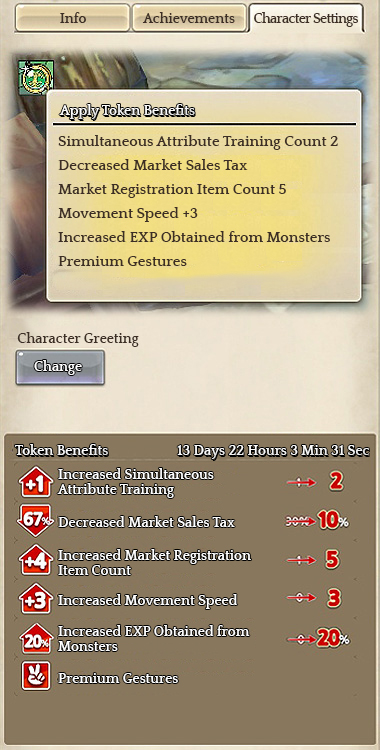 Info Achievements Character Settings
Apply Token Benefits
Simultaneous Attribute Training Count 2
Decreased Market Sales Tax
Market Registration Item Count 5
Movement Speed +3
Increased EXP Obtained from Monsters
Premium Gestures
Character Greeting
Change
Token Benefits 13 Days 22 Hours 3 Min 31 Sec
+1 Increased Simultaneous 2
Attribute Training
67% Decreased Market Sales Tax 30% 10%
+4 Increased Market Registration 1 5
Item Count
+3 Increased Movement Speed 0 3
20% Increased EXP Obtained from 0 20%
Monsters
Premium Gestures